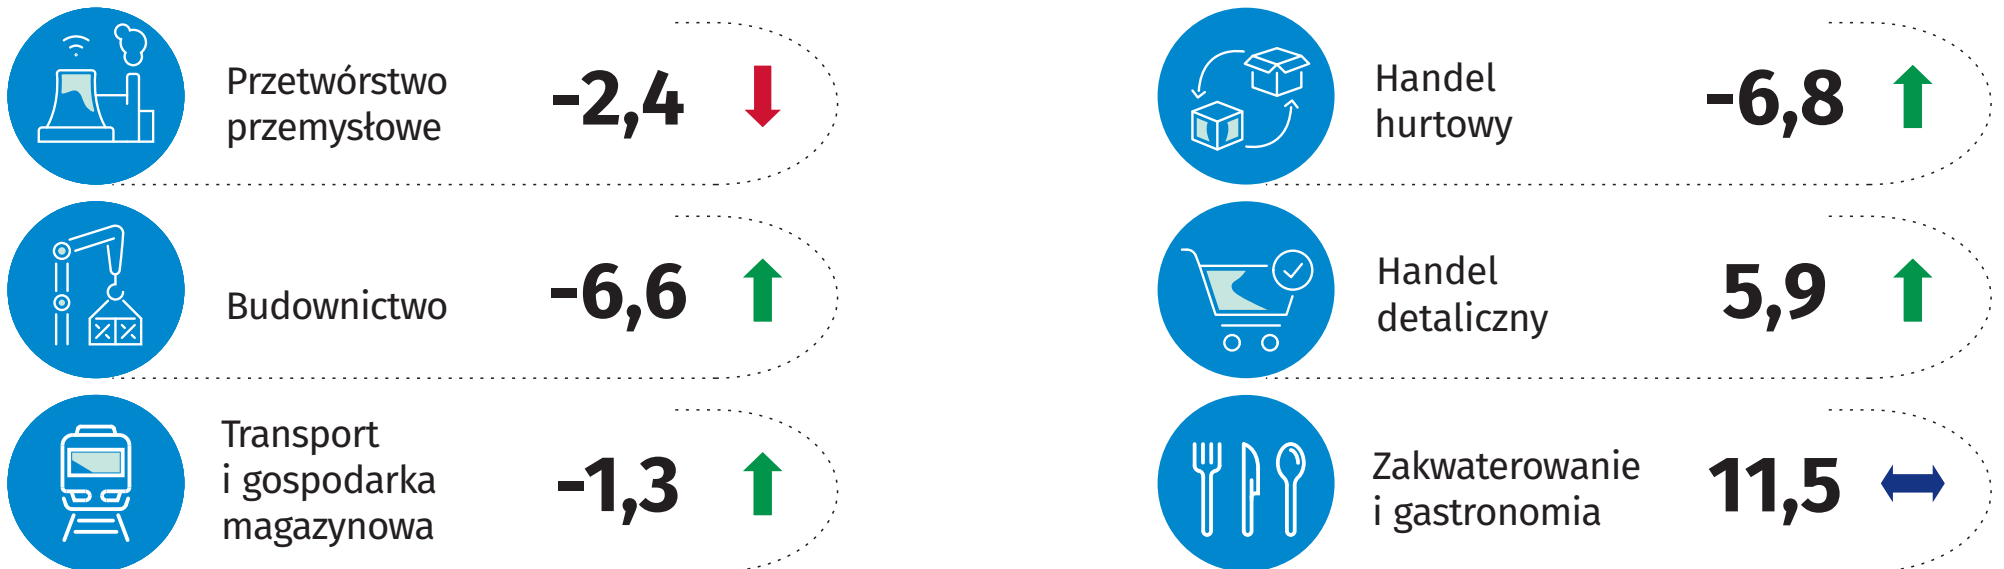 Przetwórstwo
przemysłowe
-2,4
Handel
hurtowy
-6,8
Budownictwo
-6,6
Handel
detaliczny
5,9
Transport
i gospodarka
magazynowa
-1,3
Zakwaterowanie
i gastronomia
11,5